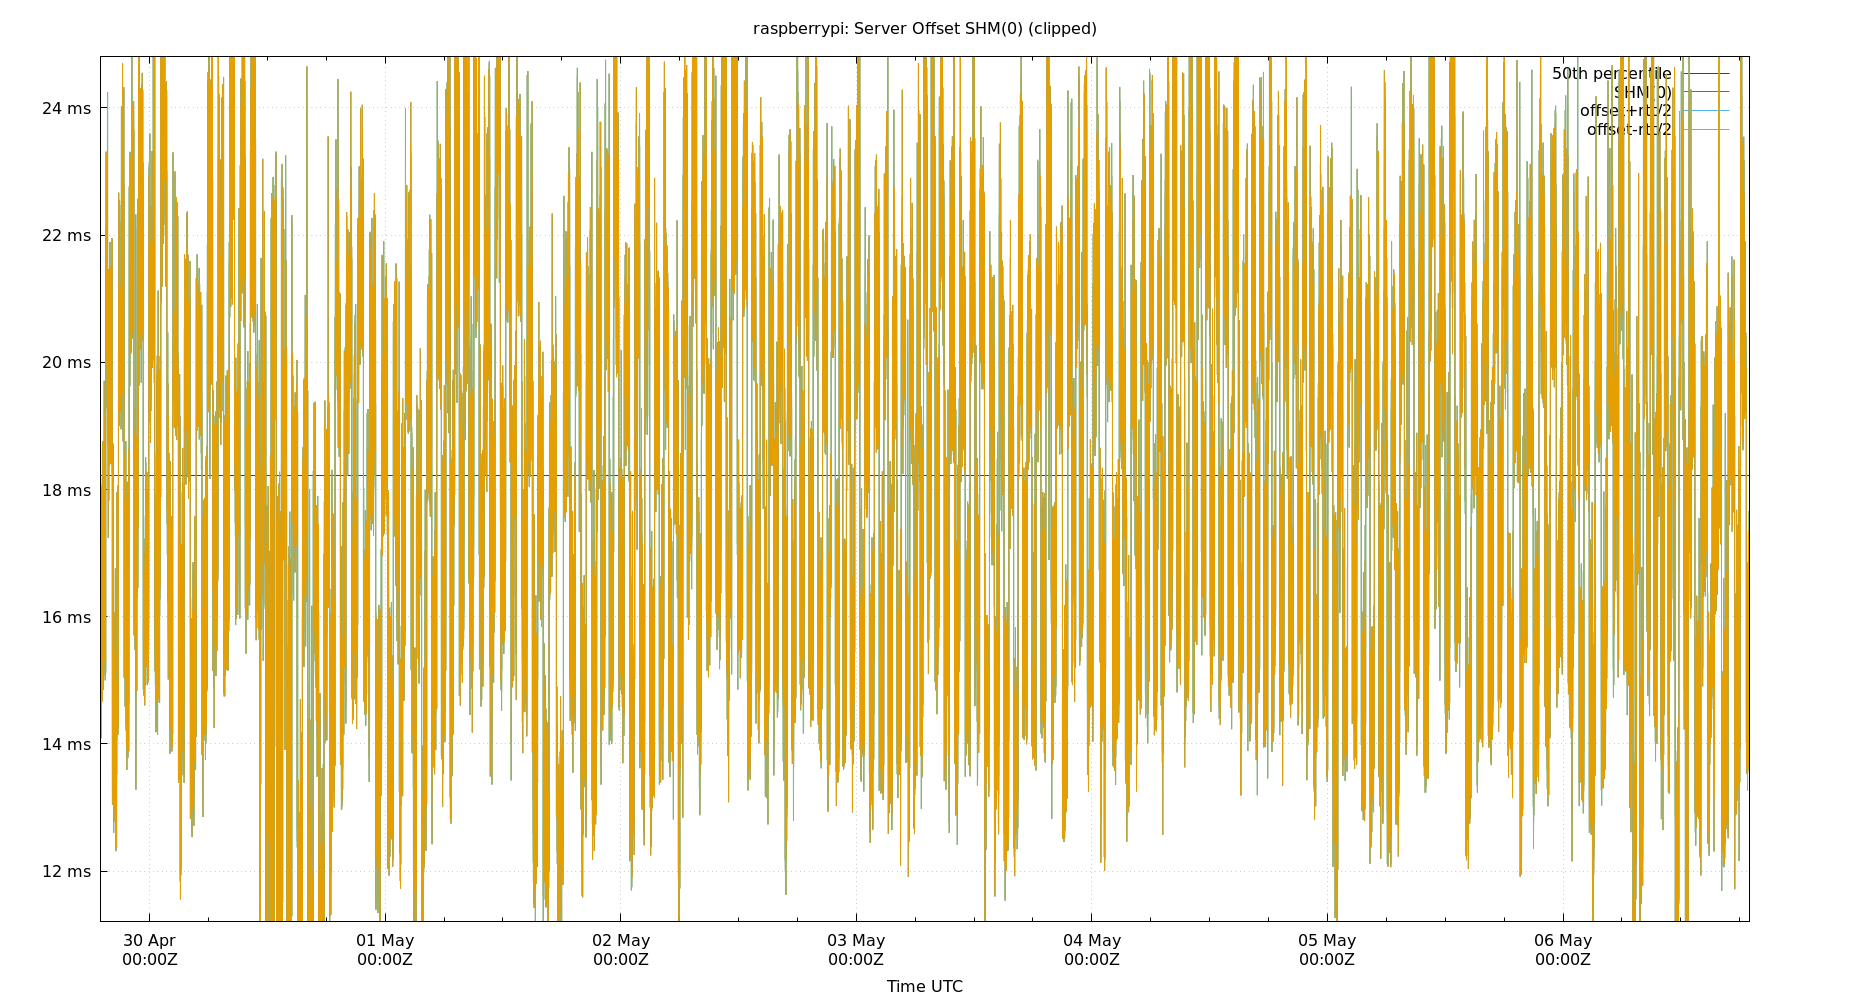 raspberrypi: Server Offset SHM(0) (clipped)
50th percentile
SHM(0)
offset+rtt/2
offset-rtt/2
24 ms
22 ms
20 ms
18 ms
16 ms
14 ms
12 ms
30 Apr
00:00Z
01 May
00:00Z
02 May
00:00Z
03 May
00:00Z
04 May
00:00Z
05 May
00:00Z
06 May
00:00Z
Time UTC